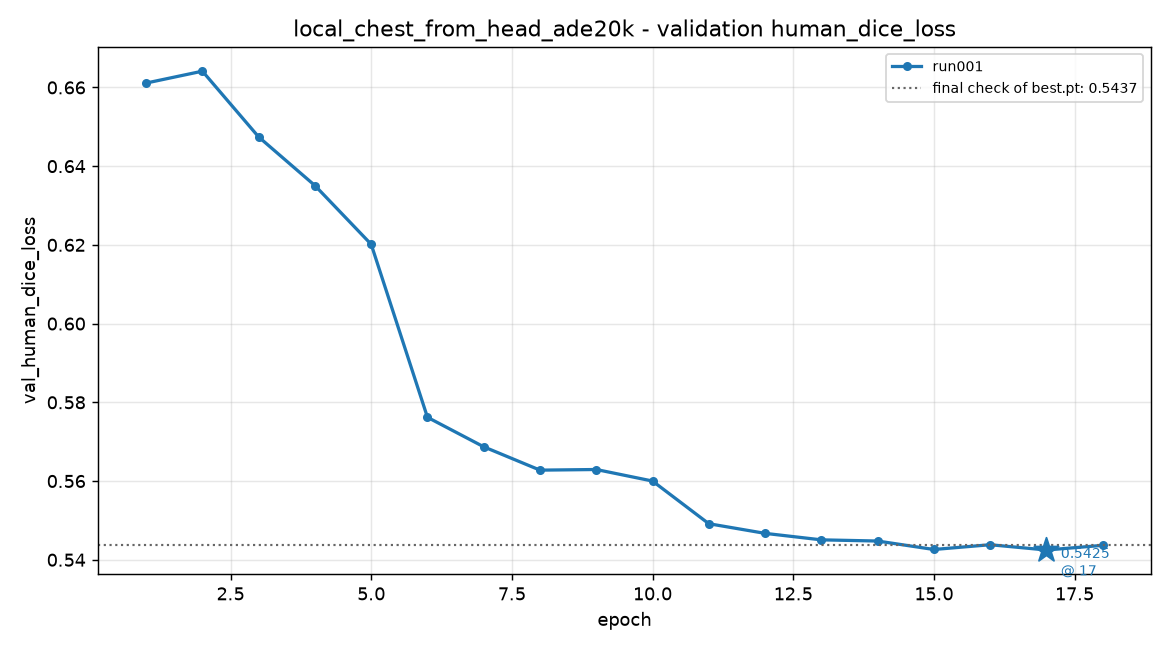 local_chest_from_head_ade20k - validation human_dice_loss
run001
final check of best.pt: 0.5437
val_human_dice_loss
0.66
0.64
0.62
0.60
0.58
0.56
0.54
0.5425
@ 17
2.5 5.0 7.5 10.0 12.5 15.0 17.5
epoch